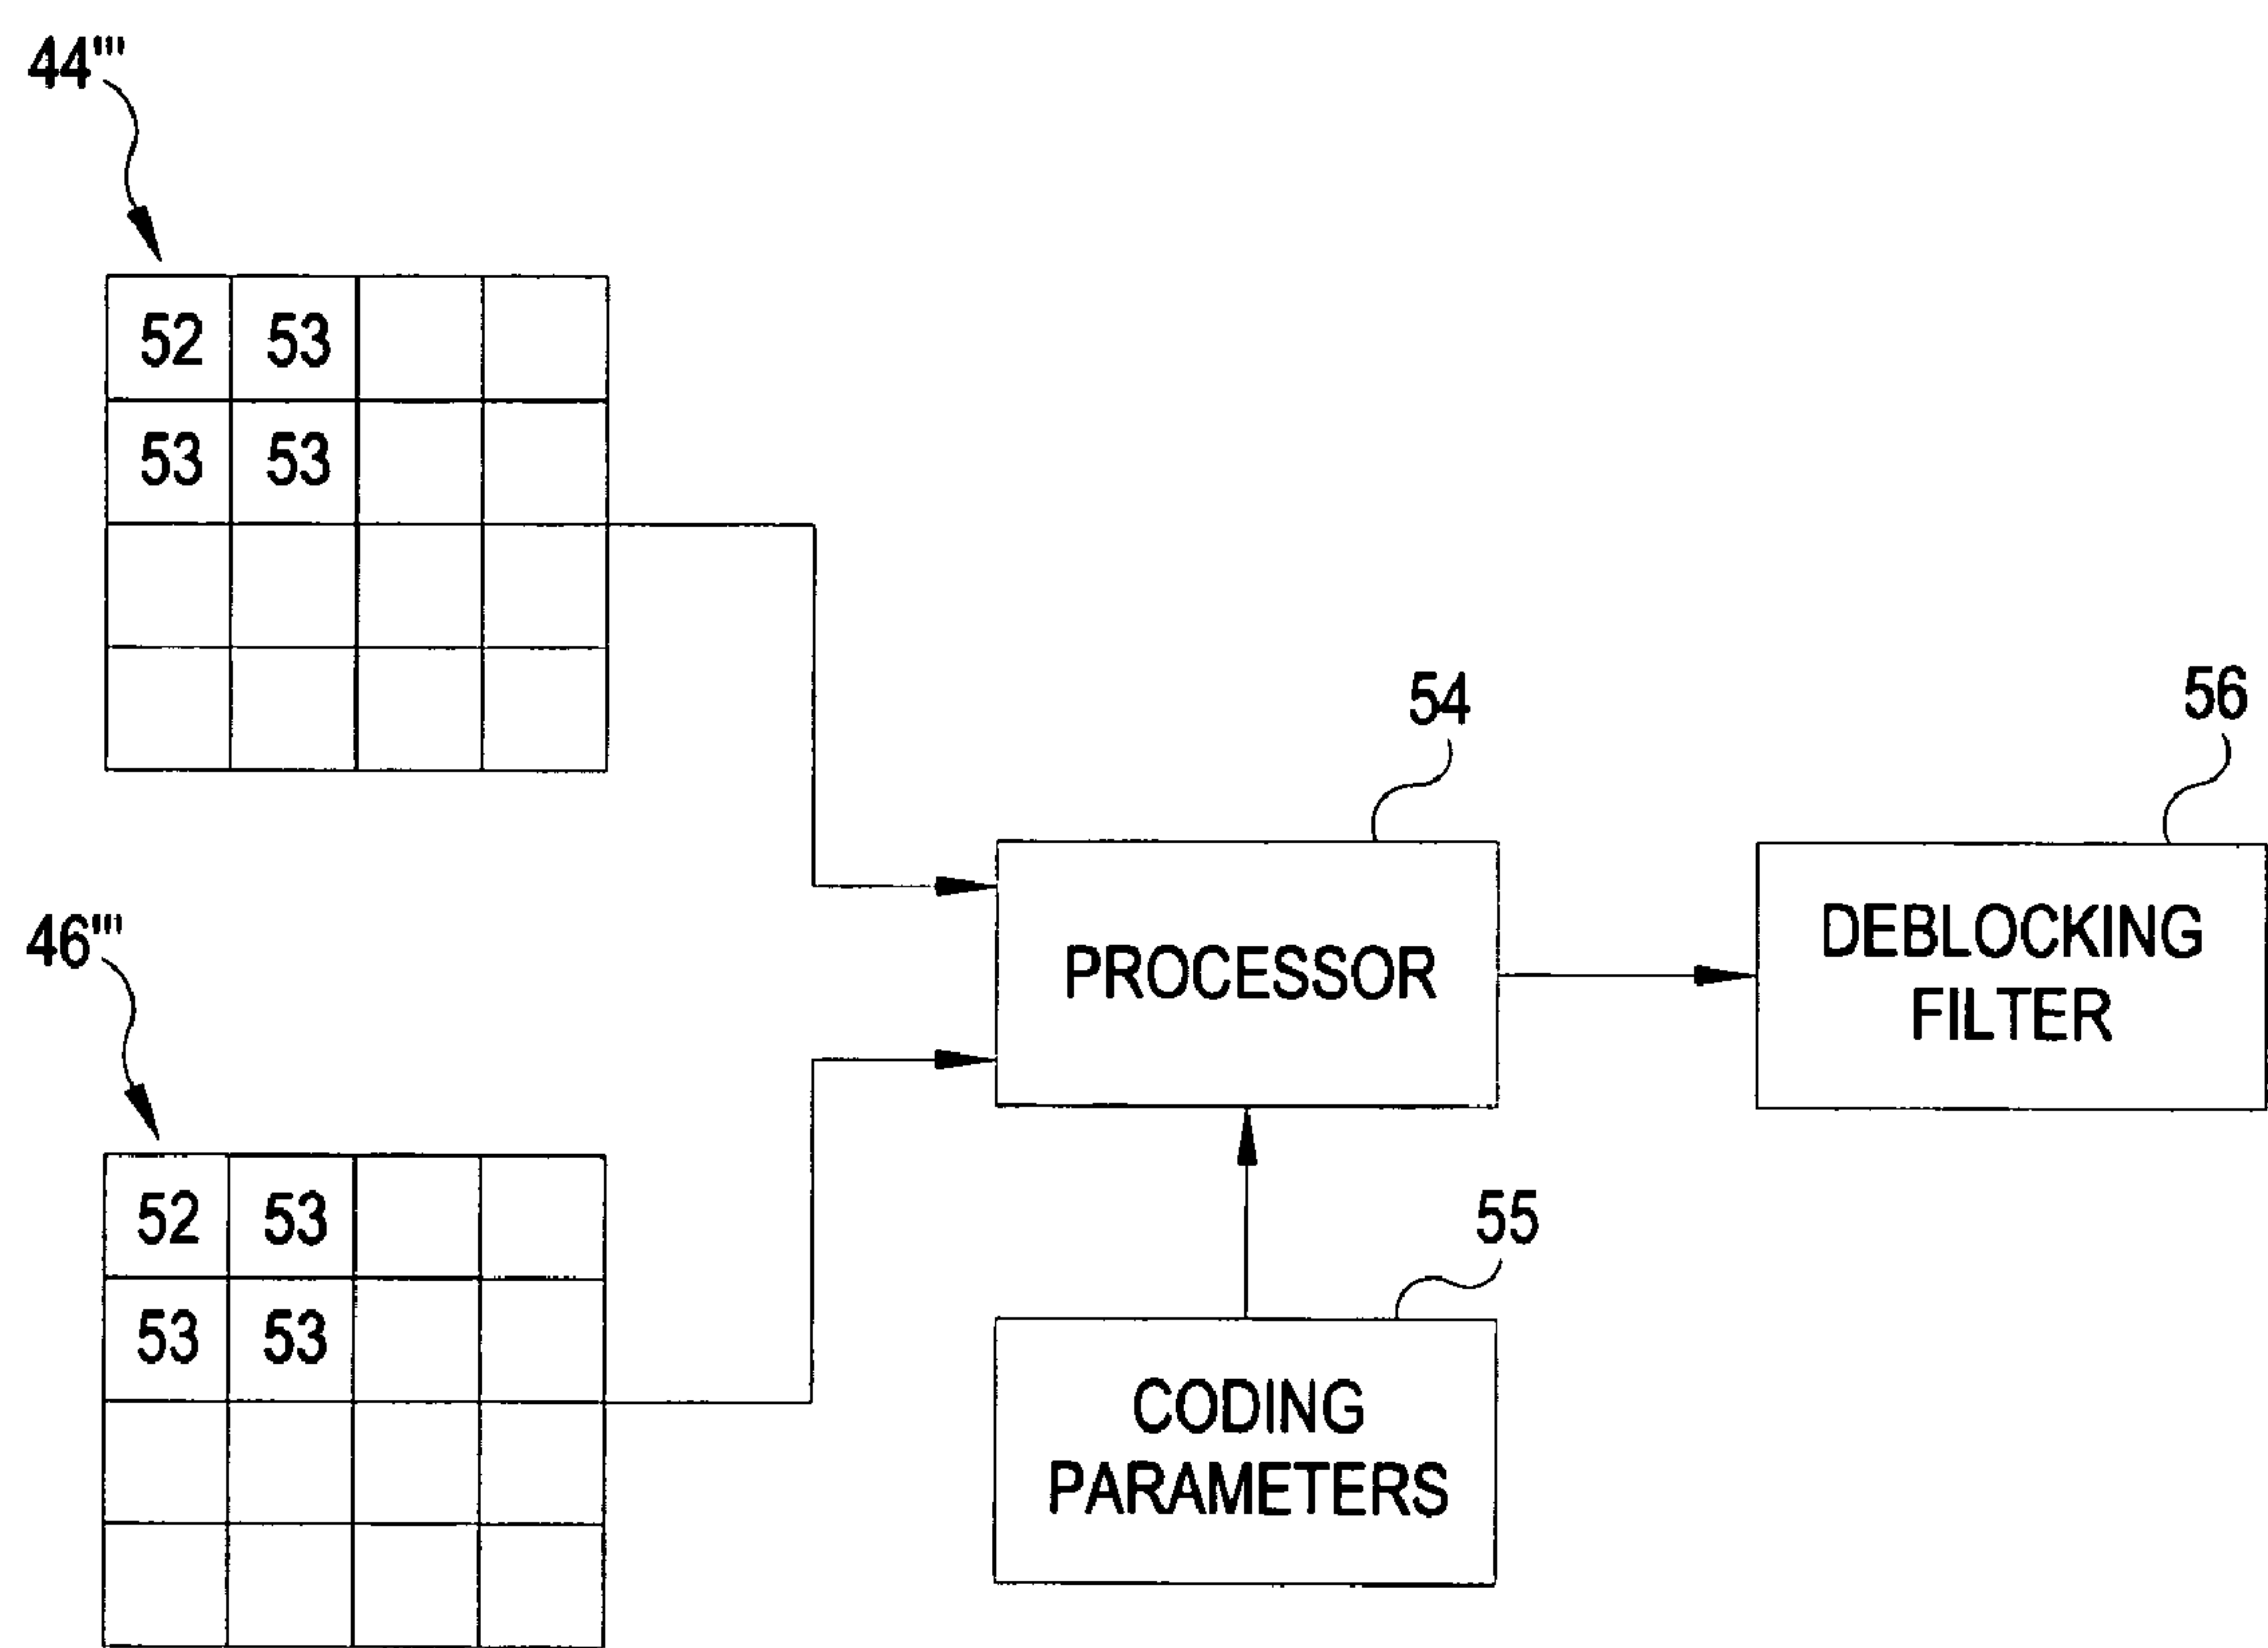 44'''
52 53
53 53
54
56
PROCESSOR
DEBLOCKING
FILTER
46'''
52 53
53 53
55
CODING
PARAMETERS